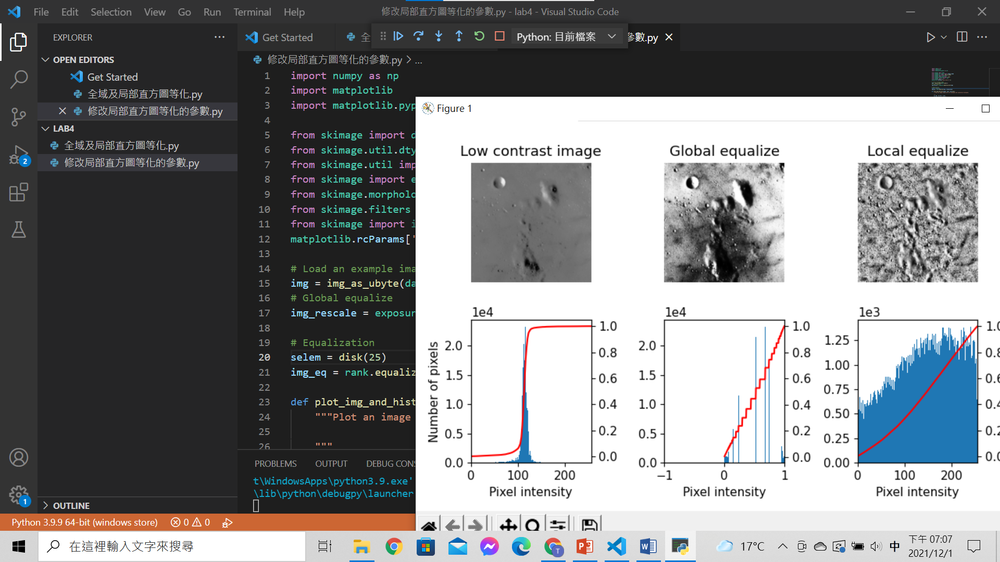 File Edit Selection View Go Run Terminal Help
修改局部直方圖等化的參數.py - lab4 - Visual Studio Code
EXPLORER
OPEN EDITORS
Get Started
全域及局部直方圖等化.py
修改局部直方圖等化的參數.py
LAB4
全域及局部直方圖等化.py
修改局部直方圖等化的參數.py
OUTLINE
2
1
Get Started
全
Python: 目前檔案
參數.py
修改局部直方圖等化的參數.py > ...
1 import numpy as np
2 import matplotlib
3 import matplotlib.pyp
4
5 from skimage import d
6 from skimage.util.dty
7 from skimage.util imp
8 from skimage import e
9 from skimage.morpholo
10 from skimage.filters
11 from skimage import i
12 matplotlib.rcParams['
13
14 # Load an example ima
15 img = img_as_ubyte(da
16 # Global equalize
17 img_rescale = exposur
18
19 # Equalization
20 selem = disk(25)
21 img_eq = rank.equaliz
22
23 def plot_img_and_hist
24 """Plot an image
25
26 """
PROBLEMS OUTPUT DEBUG CONS
t\WindowsApps\python3.9.exe'
\lib\python\debugpy\launcher
Figure 1
Low contrast image
Global equalize
Local equalize
1e4
Number of pixels
2.0
1.5
1.0
0.5
0.0
1.0
0.8
0.6
0.4
0.2
0.0
0 100 200
Pixel intensity
1e4
2.0
1.5
1.0
0.5
0.0
1.0
0.8
0.6
0.4
0.2
0.0
−1 0 1
Pixel intensity
1e3
1.25
1.00
0.75
0.50
0.25
0.00
1.0
0.8
0.6
0.4
0.2
0.0
0 100 200
Pixel intensity
Python 3.9.9 64-bit (windows store) 0 0
在這裡輸入文字來搜尋
T
17°C
中
下午 07:07
2021/12/1